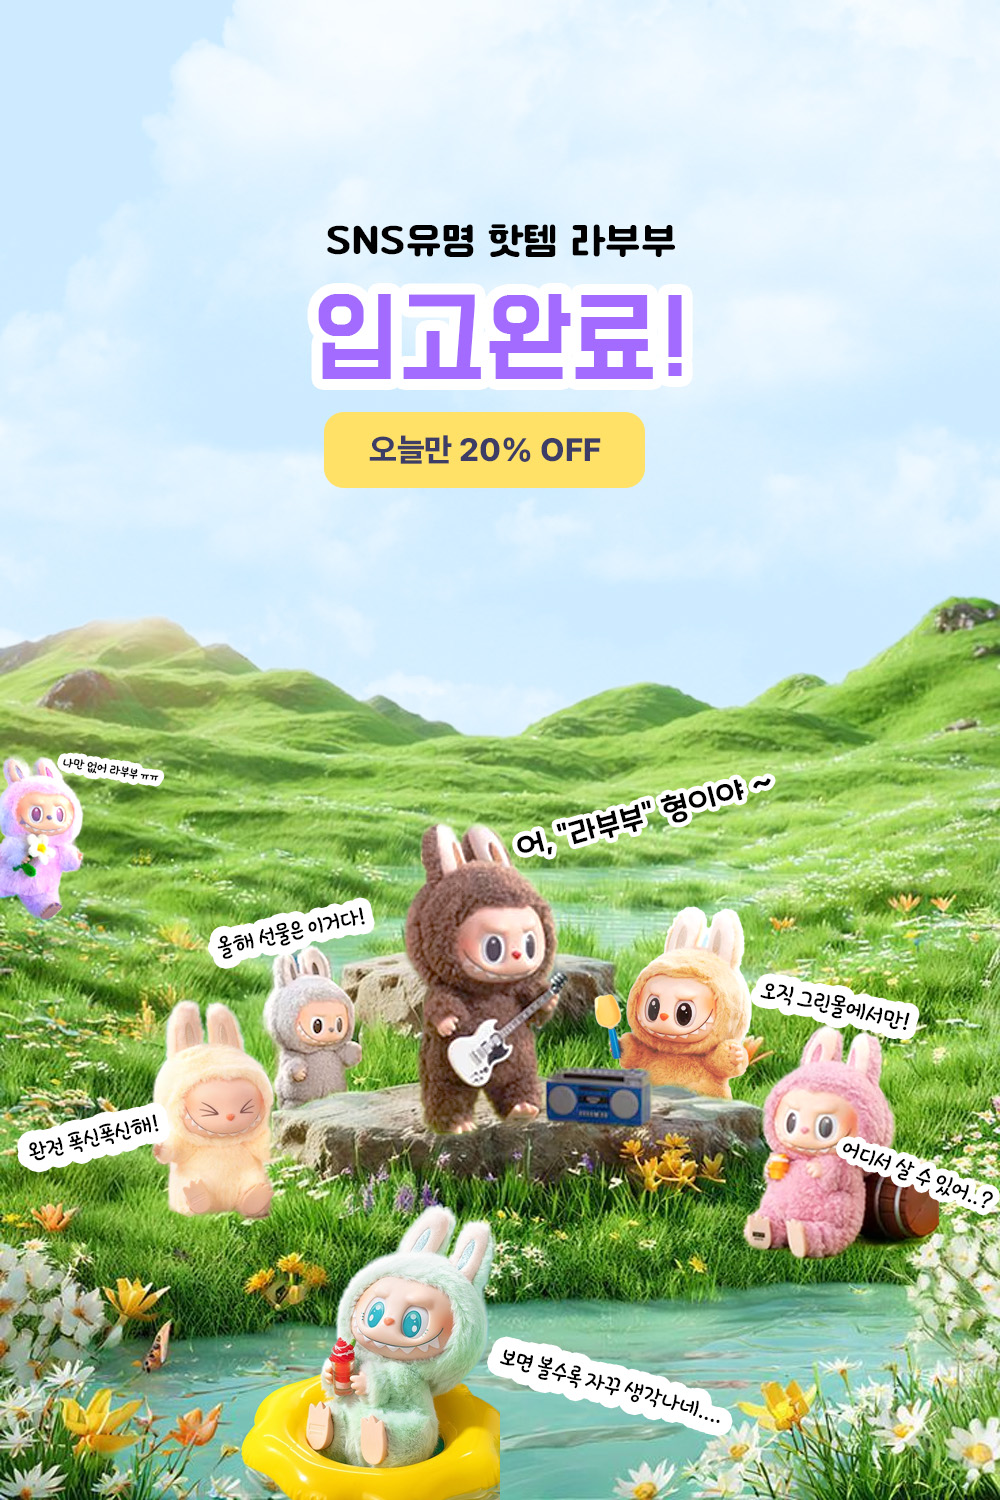 SNS유명 핫템 라부부
입고완료!
오늘만 20% OFF
나만 없어 라부부 ㅠㅠ
어, "라부부" 형이야 ~
올해 선물은 이거다!
오직 그린몰에서만!
완전 폭신폭신해!
어디서 살 수 있어..?
보면 볼수록 자꾸 생각나네....